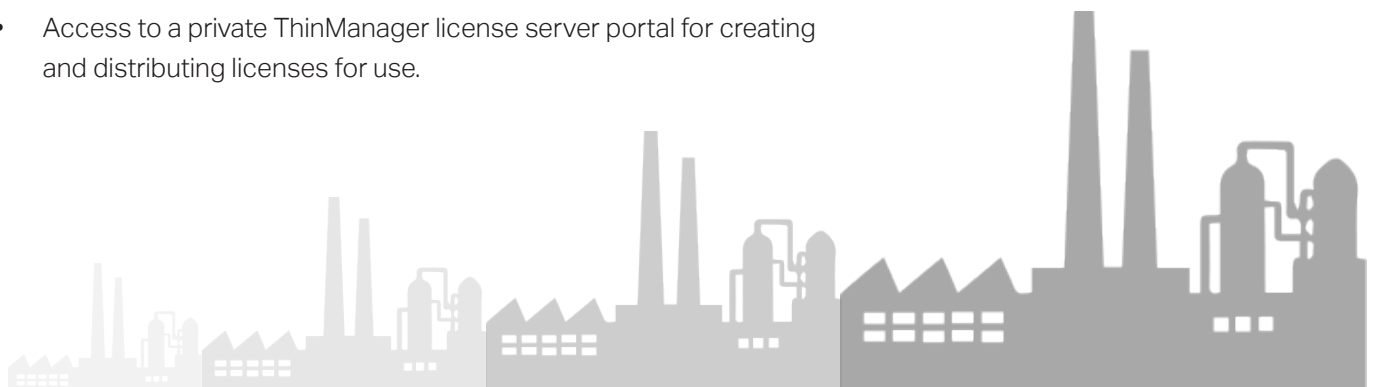 • Access to a private ThinManager license server portal for creating
and distributing licenses for use.